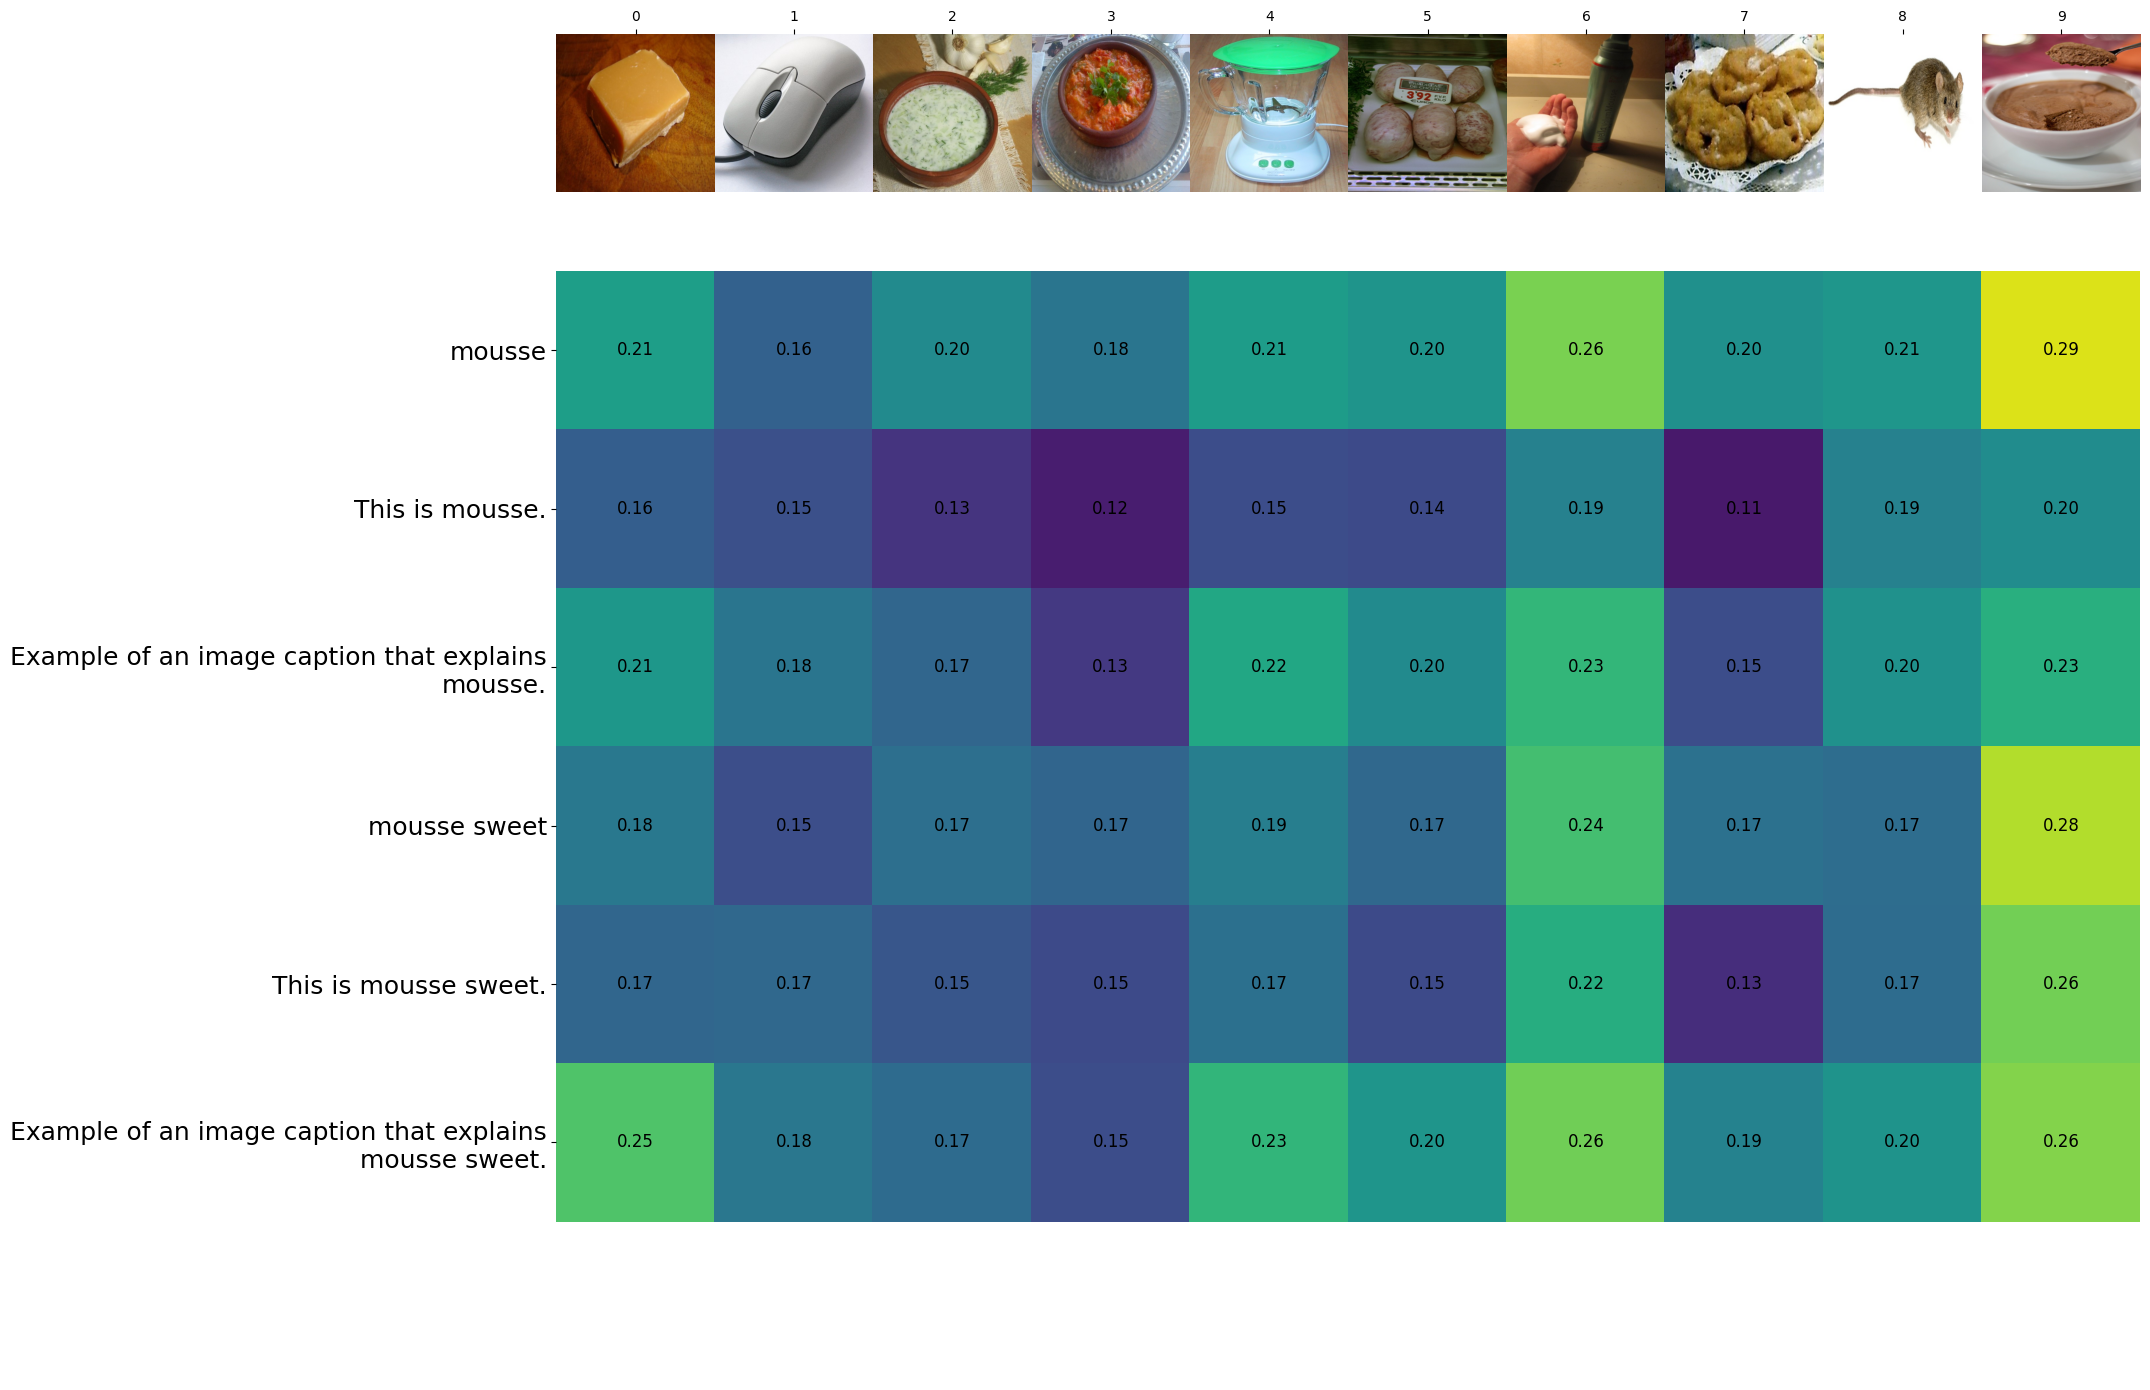 0 1 2 3 4 5 6 7 8 9
3.92
mousse 0.21 0.16 0.20 0.18 0.21 0.20 0.26 0.20 0.21 0.29
This is mousse. 0.16 0.15 0.13 0.12 0.15 0.14 0.19 0.11 0.19 0.20
Example of an image caption that explains
mousse. 0.21 0.18 0.17 0.13 0.22 0.20 0.23 0.15 0.20 0.23
mousse sweet 0.18 0.15 0.17 0.17 0.19 0.17 0.24 0.17 0.17 0.28
This is mousse sweet. 0.17 0.17 0.15 0.15 0.17 0.15 0.22 0.13 0.17 0.26
Example of an image caption that explains
mousse sweet. 0.25 0.18 0.17 0.15 0.23 0.20 0.26 0.19 0.20 0.26